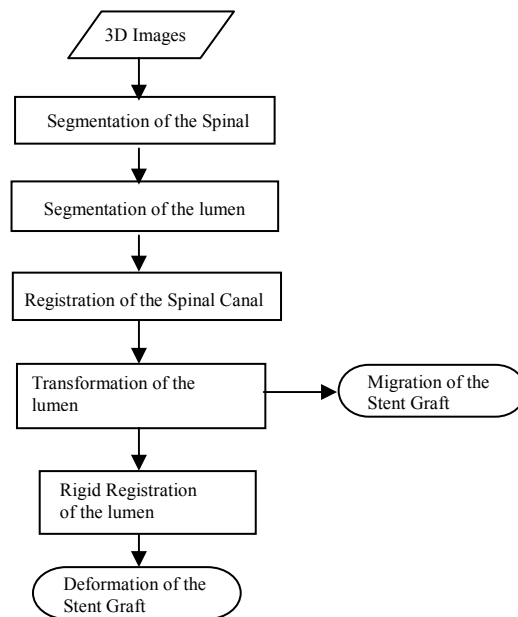 3D Images
Segmentation of the Spinal
Segmentation of the lumen
Registration of the Spinal Canal
Transformation of the
lumen
Migration of the
Stent Graft
Rigid Registration
of the lumen
Deformation of the
Stent Graft